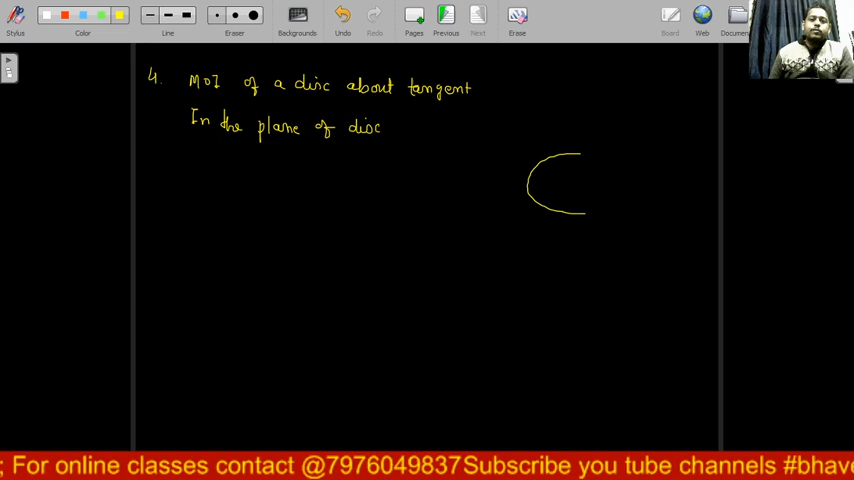 Stylus
Color
Line
Eraser
Backgrounds
Undo
Redo
Pages
Previous
Next
Erase
Board
Web
Documen
4. MOI of a disc about tangent
In the plane of disc
; For online classes contact @7976049837Subscribe you tube channels #bhave